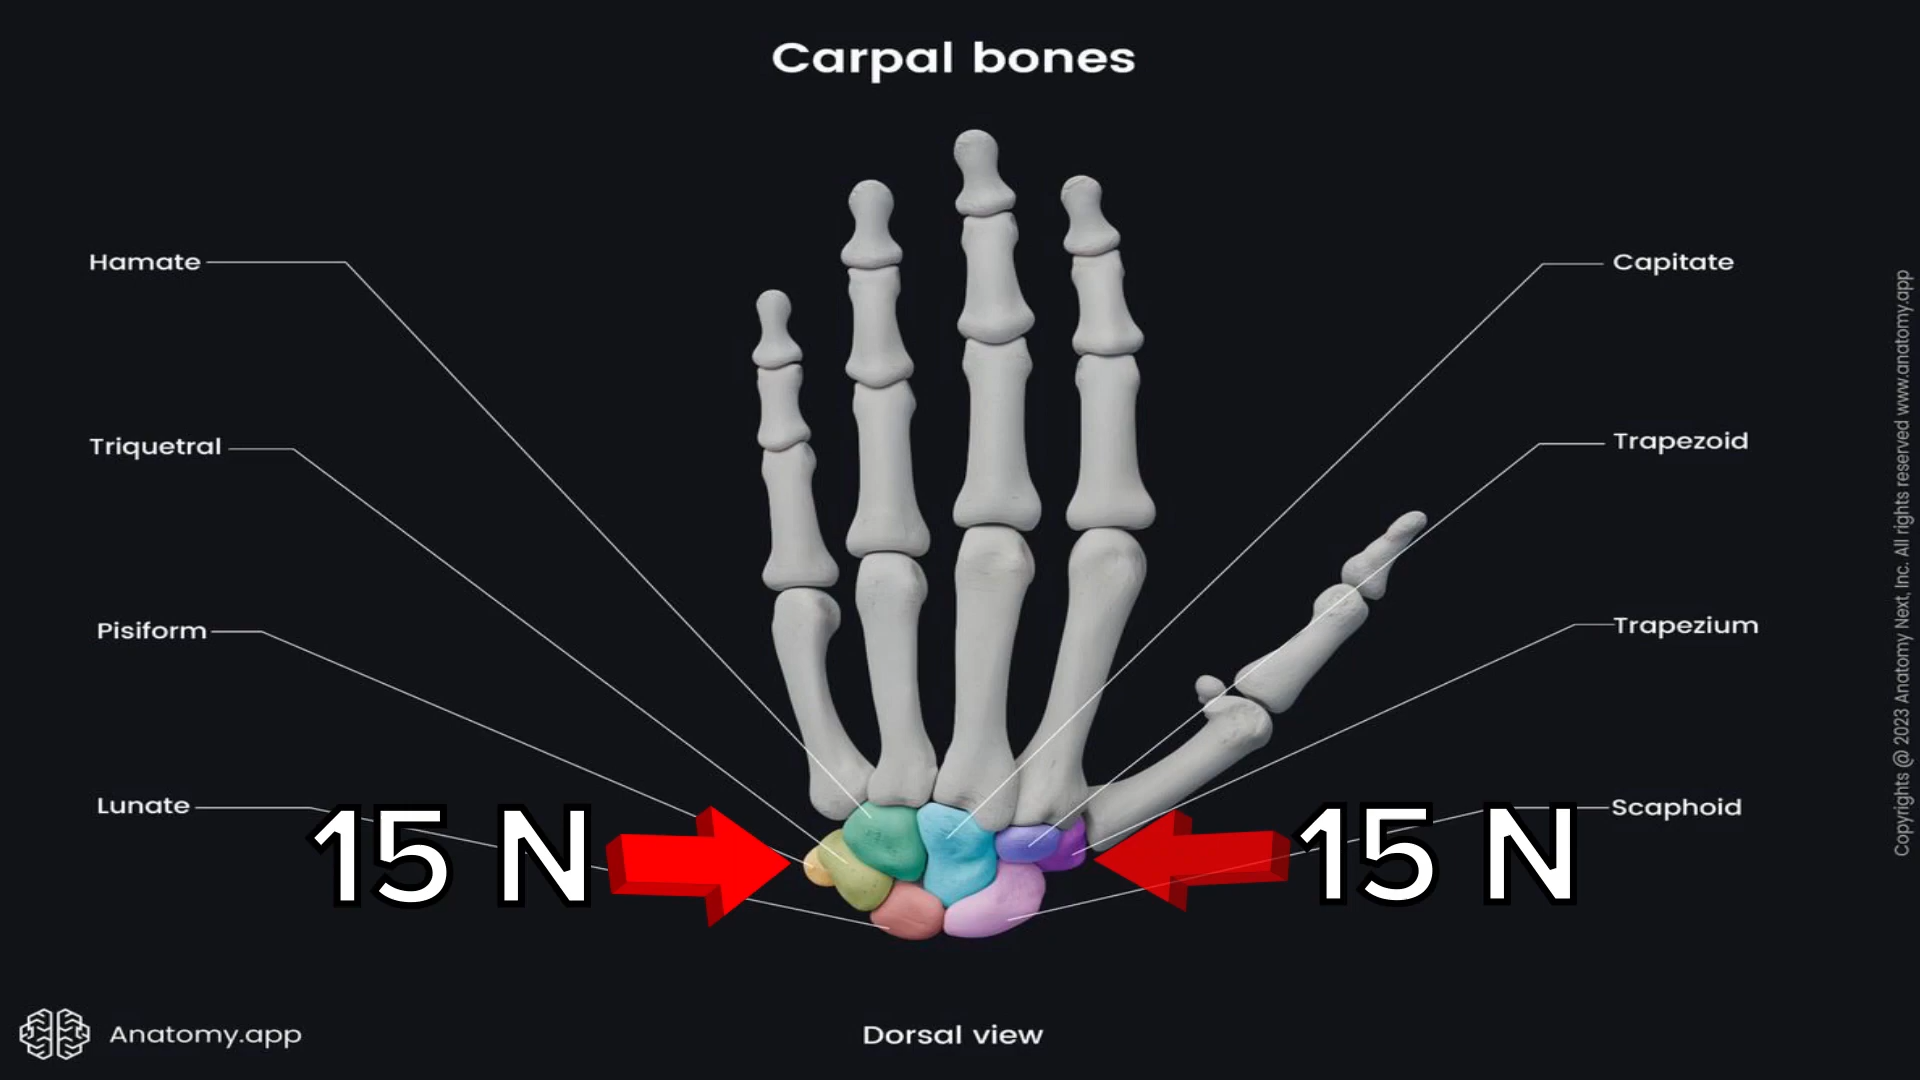 Carpal bones
Hamate
Capitate
Triquetral
Trapezoid
Pisiform
Trapezium
Lunate
Scaphoid
15 N
15 N
Anatomy.app
Dorsal view
Copyrights @ 2023 Anatomy Next, Inc. All rights reserved www.anatomy.app